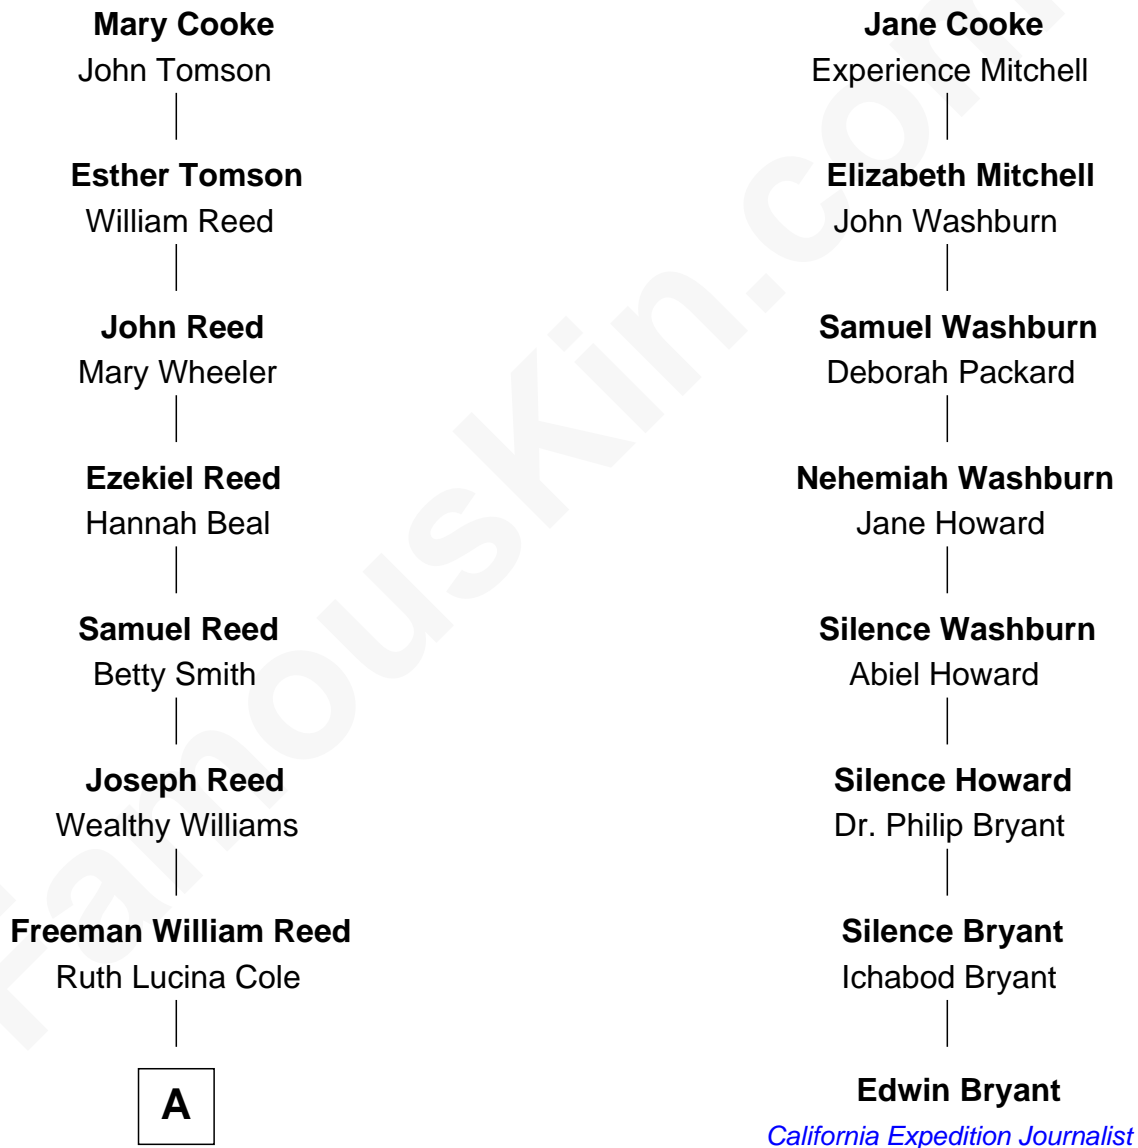 Mary Cooke
John Tomson
Esther Tomson
William Reed
John Reed
Mary Wheeler
Ezekiel Reed
Hannah Beal
Samuel Reed
Betty Smith
Joseph Reed
Wealthy Williams
Freeman William Reed
Ruth Lucina Cole
A
Jane Cooke
Experience Mitchell
Elizabeth Mitchell
John Washburn
Samuel Washburn
Deborah Packard
Nehemiah Washburn
Jane Howard
Silence Washburn
Abiel Howard
Silence Howard
Dr. Philip Bryant
Silence Bryant
Ichabod Bryant
Edwin Bryant
California Expedition Journalist
FamousKin.com